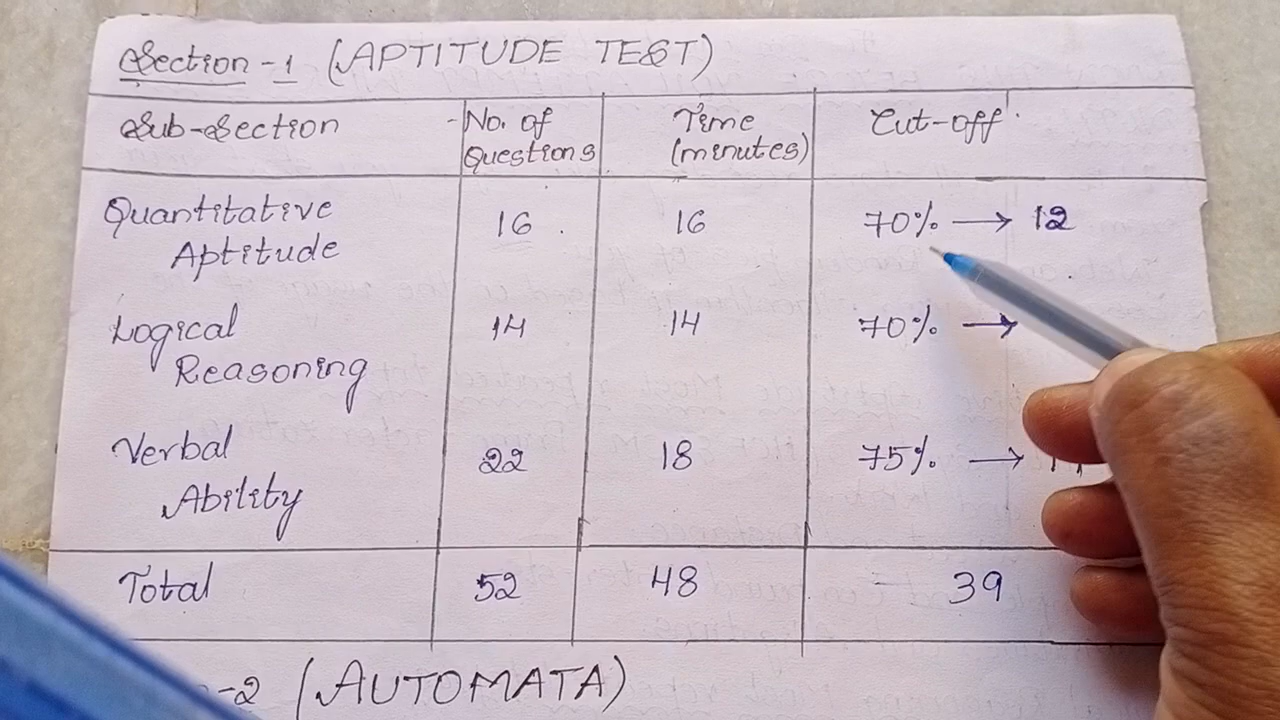 Section -1 (APTITUDE TEST)
Sub-Section No. of Questions Time (minutes) Cut-off
Quantitative Aptitude 16 16 70% → 12
Logical Reasoning 14 14 70% →
Verbal Ability 22 18 75% →
Total 52 48 39
-2 (AUTOMATA)